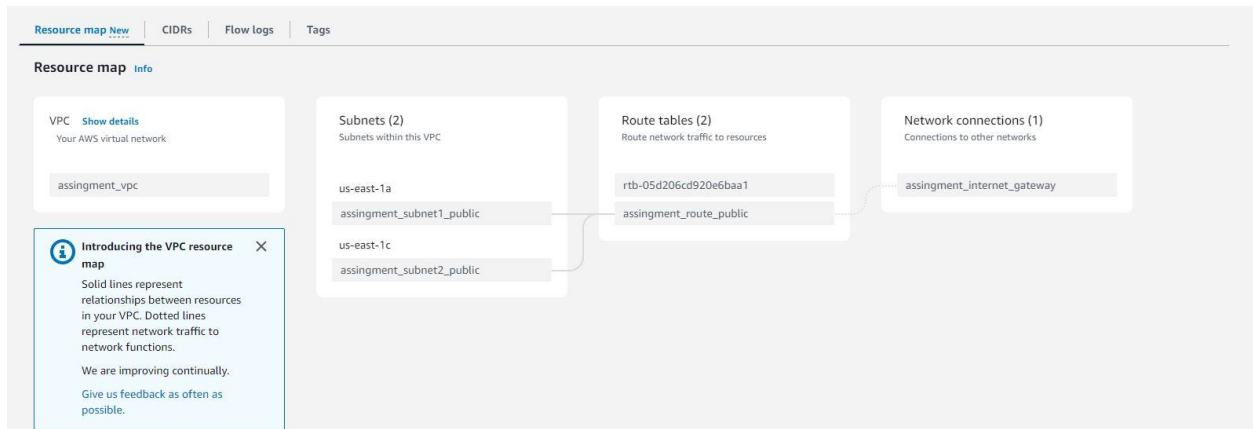 Resource map New
CIDRs
Flow logs
Tags
Resource map Info
VPC Show details
Your AWS virtual network
assingment_vpc
Introducing the VPC resource
map
Solid lines represent
relationships between resources
in your VPC. Dotted lines
represent network traffic to
network functions.
We are improving continually.
Give us feedback as often as
possible.
Subnets (2)
Subnets within this VPC
us-east-1a
assingment_subnet1_public
us-east-1c
assingment_subnet2_public
Route tables (2)
Route network traffic to resources
rtb-05d206cd920e6baa1
assingment_route_public
Network connections (1)
Connections to other networks
assingment_internet_gateway